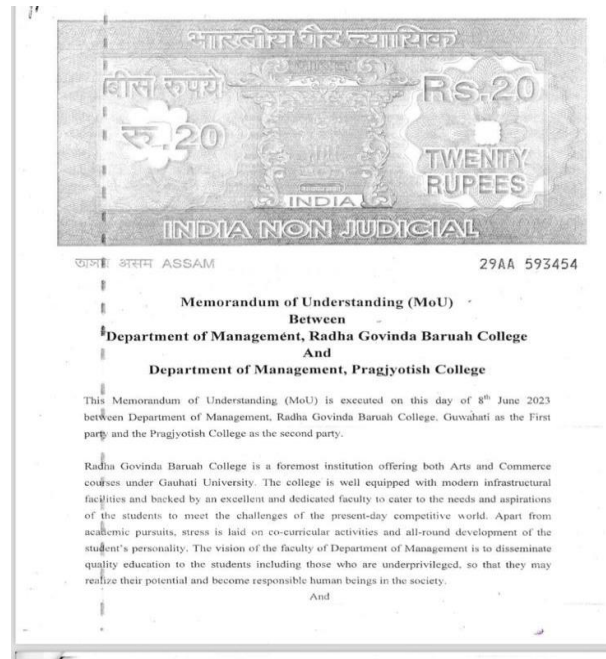 भारतीय गैर न्यायिक
बीस रुपये
रु.20
Rs.20
TWENTY
RUPEES
INDIA
INDIA NON JUDICIAL
असम ASSAM
29AA 593454
Memorandum of Understanding (MoU)
Between
Department of Management, Radha Govinda Baruah College
And
Department of Management, Pragjyotish College
This Memorandum of Understanding (MoU) is executed on this day of 8th June 2023
between Department of Management, Radha Govinda Baruah College, Guwahati as the First
party and the Pragjyotish College as the second party.
Radha Govinda Baruah College is a foremost institution offering both Arts and Commerce
courses under Gauhati University. The college is well equipped with modern infrastructural
facilities and backed by an excellent and dedicated faculty to cater to the needs and aspirations
of the students to meet the challenges of the present-day competitive world. Apart from
academic pursuits, stress is laid on co-curricular activities and all-round development of the
student's personality. The vision of the faculty of Department of Management is to disseminate
quality education to the students including those who are underprivileged, so that they may
realize their potential and become responsible human beings in the society.
And